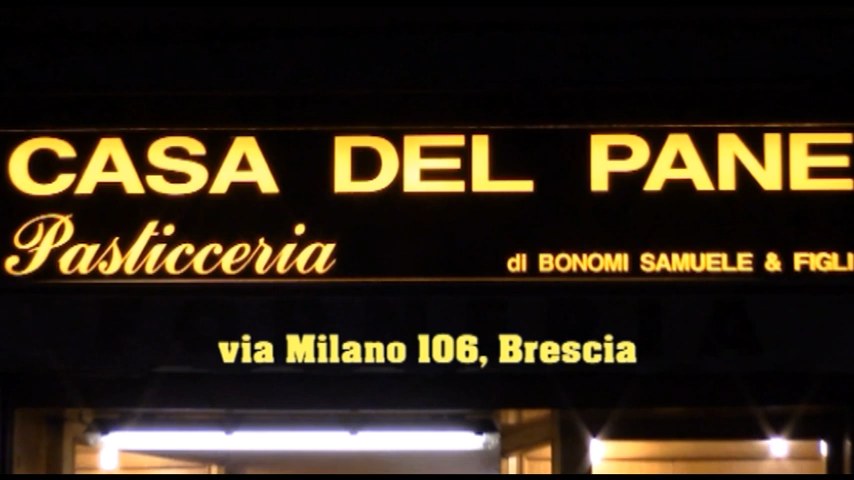 CASA DEL PANE
Pasticceria
di BONOMI SAMUELE & FIGLI
via Milano 106, Brescia